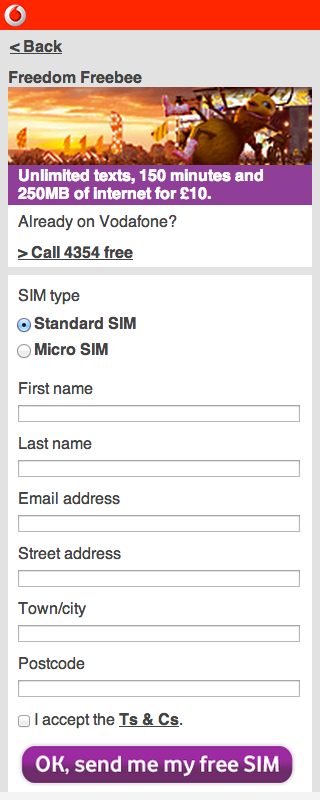 < Back
Freedom Freebee
Unlimited texts, 150 minutes and
250MB of internet for £10.
Already on Vodafone?
> Call 4354 free
SIM type
Standard SIM
Micro SIM
First name
Last name
Email address
Street address
Town/city
Postcode
I accept the Ts & Cs.
OK, send me my free SIM